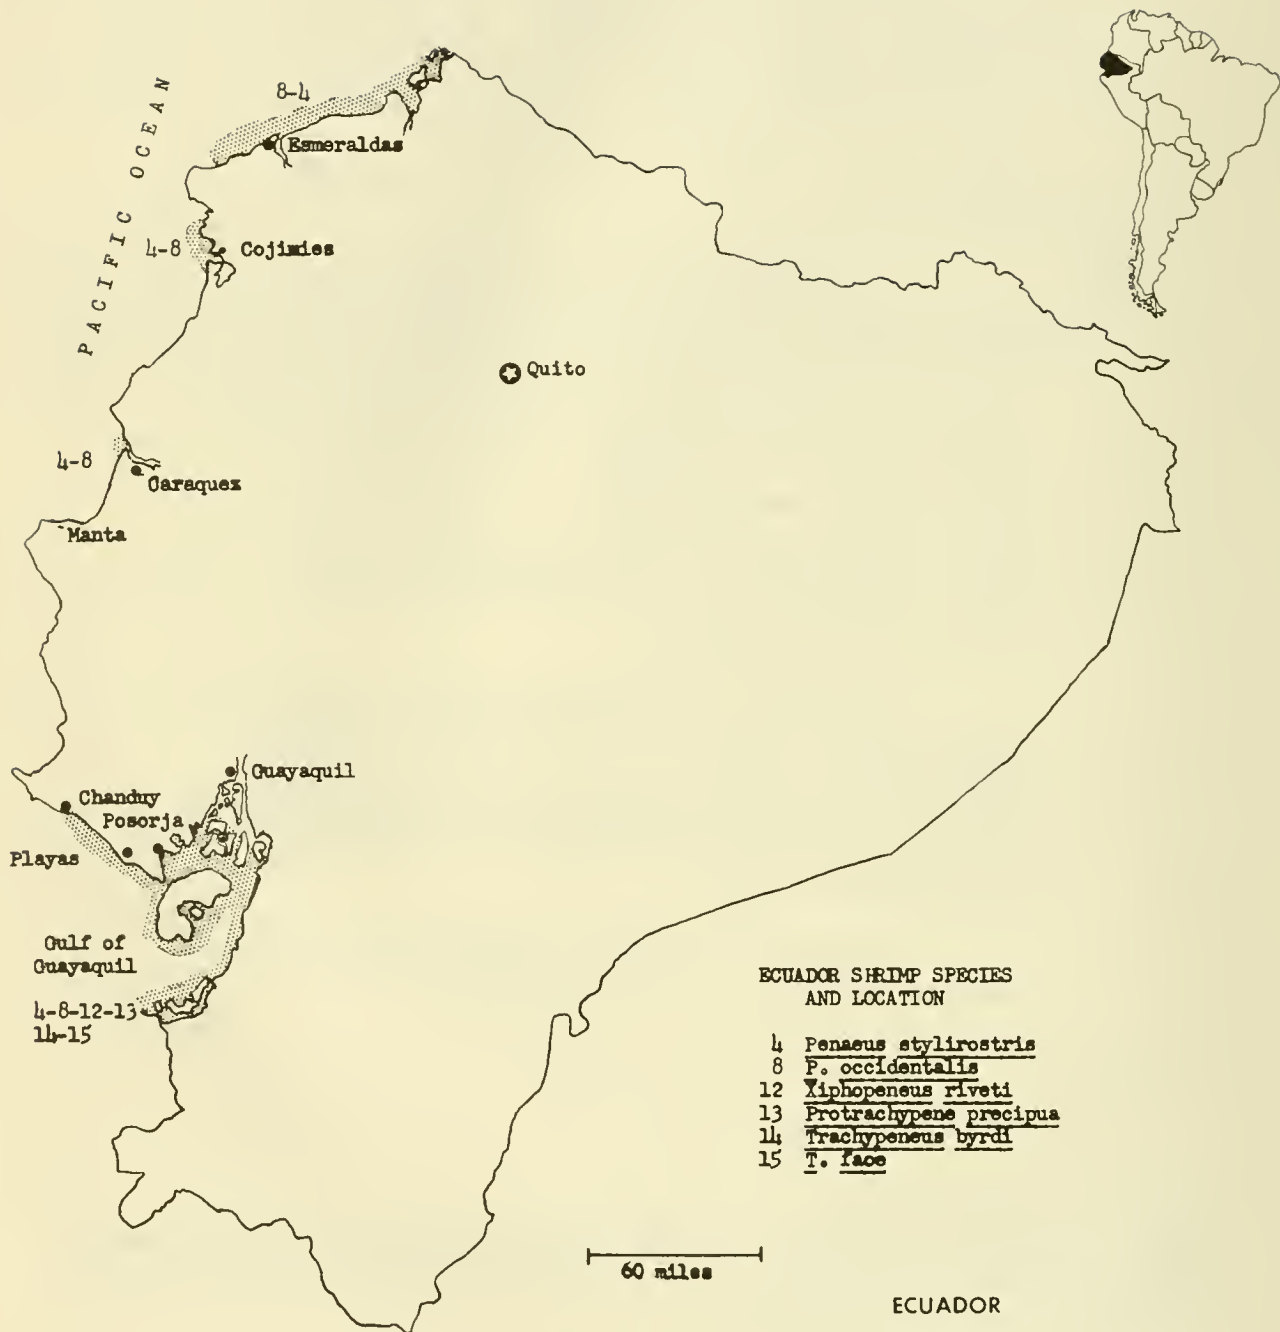 PACIFIC OCEAN
8-4
Esmeraldas
4-8
Cojimies
Quito
4-8
Caraquez
Manta
Guayaquil
Chanduy
Posorja
Playas
Gulf of
Guayaquil
4-8-12-13
14-15
ECUADOR SHRIMP SPECIES
AND LOCATION
4 Penaeus stylirostris
8 P. occidentalis
12 Xiphopeneus riveti
13 Protrachypene precipua
14 Trachypeneus byrdi
15 T. faoe
60 miles
ECUADOR